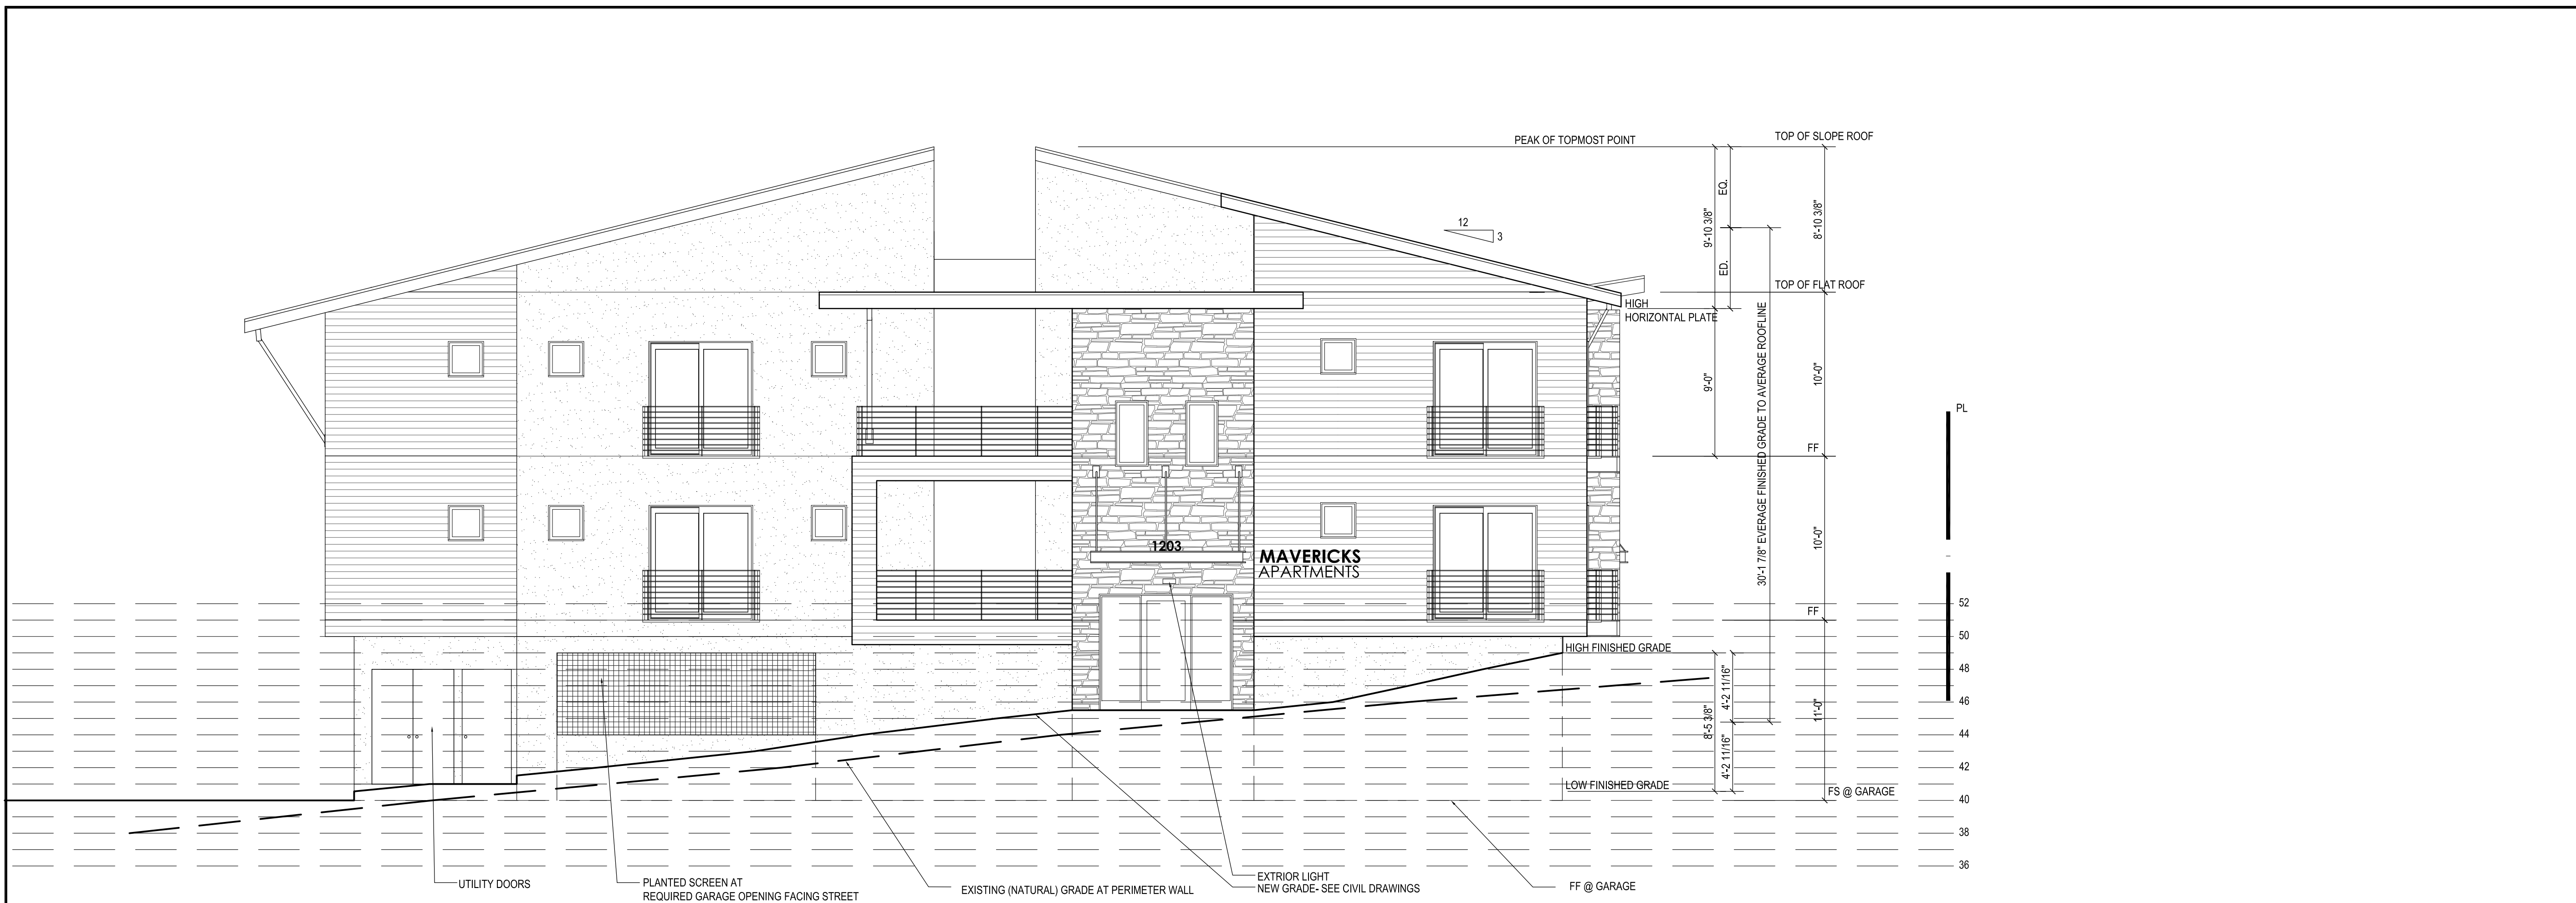 PEAK OF TOPMOST POINT
TOP OF SLOPE ROOF
EQ.
9'-10 3/8"
8'-10 3/8"
12
3
ED.
TOP OF FLAT ROOF
HIGH
HORIZONTAL PLATE
9'-0"
30'-1 7/8" EVERAGE FINISHED GRADE TO AVERAGE ROOFLINE
10'-0"
PL
FF
10'-0"
1203
MAVERICKS
APARTMENTS
FF
52
50
HIGH FINISHED GRADE
48
4'-2 11/16"
46
8'-5 3/8"
11'-0"
44
4'-2 11/16"
42
LOW FINISHED GRADE
FS @ GARAGE
40
38
36
UTILITY DOORS
PLANTED SCREEN AT
REQUIRED GARAGE OPENING FACING STREET
EXISTING (NATURAL) GRADE AT PERIMETER WALL
EXTRIOR LIGHT
NEW GRADE- SEE CIVIL DRAWINGS
FF @ GARAGE